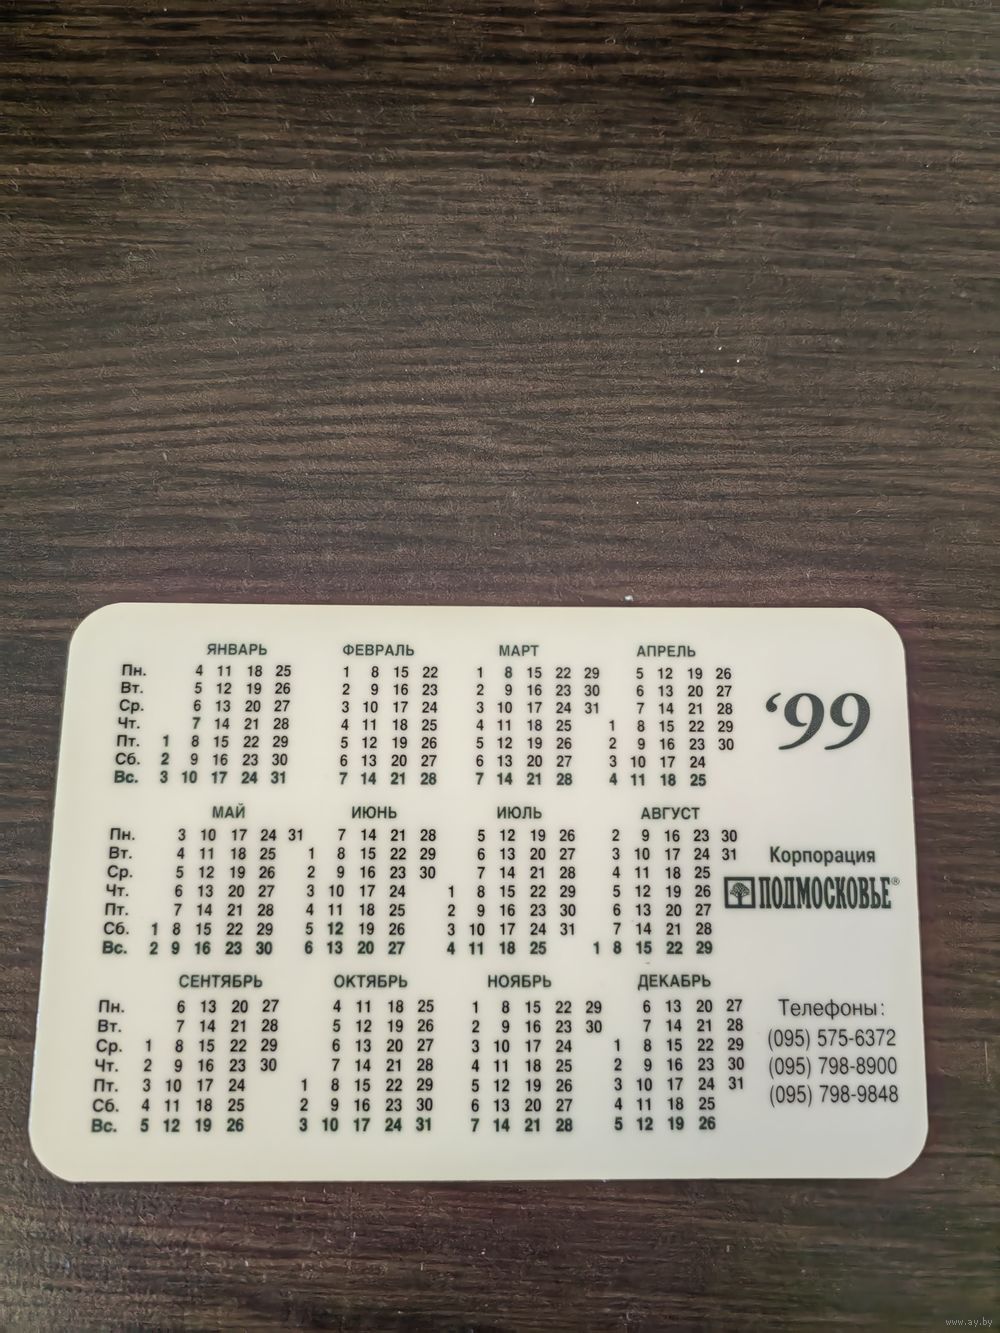 ЯНВАРЬ ФЕВРАЛЬ МАРТ АПРЕЛЬ
Пн. 4 11 18 25 1 8 15 22 1 8 15 22 29 5 12 19 26
Вт. 5 12 19 26 2 9 16 23 2 9 16 23 30 6 13 20 27
Ср. 6 13 20 27 3 10 17 24 3 10 17 24 31 7 14 21 28
Чт. 7 14 21 28 4 11 18 25 4 11 18 25 1 8 15 22 29
Пт. 1 8 15 22 29 5 12 19 26 5 12 19 26 2 9 16 23 30
Сб. 2 9 16 23 30 6 13 20 27 6 13 20 27 3 10 17 24
Вс. 3 10 17 24 31 7 14 21 28 7 14 21 28 4 11 18 25
'99
МАЙ ИЮНЬ ИЮЛЬ АВГУСТ
Пн. 3 10 17 24 31 7 14 21 28 5 12 19 26 2 9 16 23 30
Вт. 4 11 18 25 1 8 15 22 29 6 13 20 27 3 10 17 24 31
Ср. 5 12 19 26 2 9 16 23 30 7 14 21 28 4 11 18 25
Чт. 6 13 20 27 3 10 17 24 1 8 15 22 29 5 12 19 26
Пт. 7 14 21 28 4 11 18 25 2 9 16 23 30 6 13 20 27
Сб. 1 8 15 22 29 5 12 19 26 3 10 17 24 31 7 14 21 28
Вс. 2 9 16 23 30 6 13 20 27 4 11 18 25 1 8 15 22 29
Корпорация
ПОДМОСКОВЬЕ®
СЕНТЯБРЬ ОКТЯБРЬ НОЯБРЬ ДЕКАБРЬ
Пн. 6 13 20 27 4 11 18 25 1 8 15 22 29 6 13 20 27
Вт. 7 14 21 28 5 12 19 26 2 9 16 23 30 7 14 21 28
Ср. 1 8 15 22 29 6 13 20 27 3 10 17 24 1 8 15 22 29
Чт. 2 9 16 23 30 7 14 21 28 4 11 18 25 2 9 16 23 30
Пт. 3 10 17 24 1 8 15 22 29 5 12 19 26 3 10 17 24 31
Сб. 4 11 18 25 2 9 16 23 30 6 13 20 27 4 11 18 25
Вс. 5 12 19 26 3 10 17 24 31 7 14 21 28 5 12 19 26
Телефоны:
(095) 575-6372
(095) 798-8900
(095) 798-9848
www.ay.by